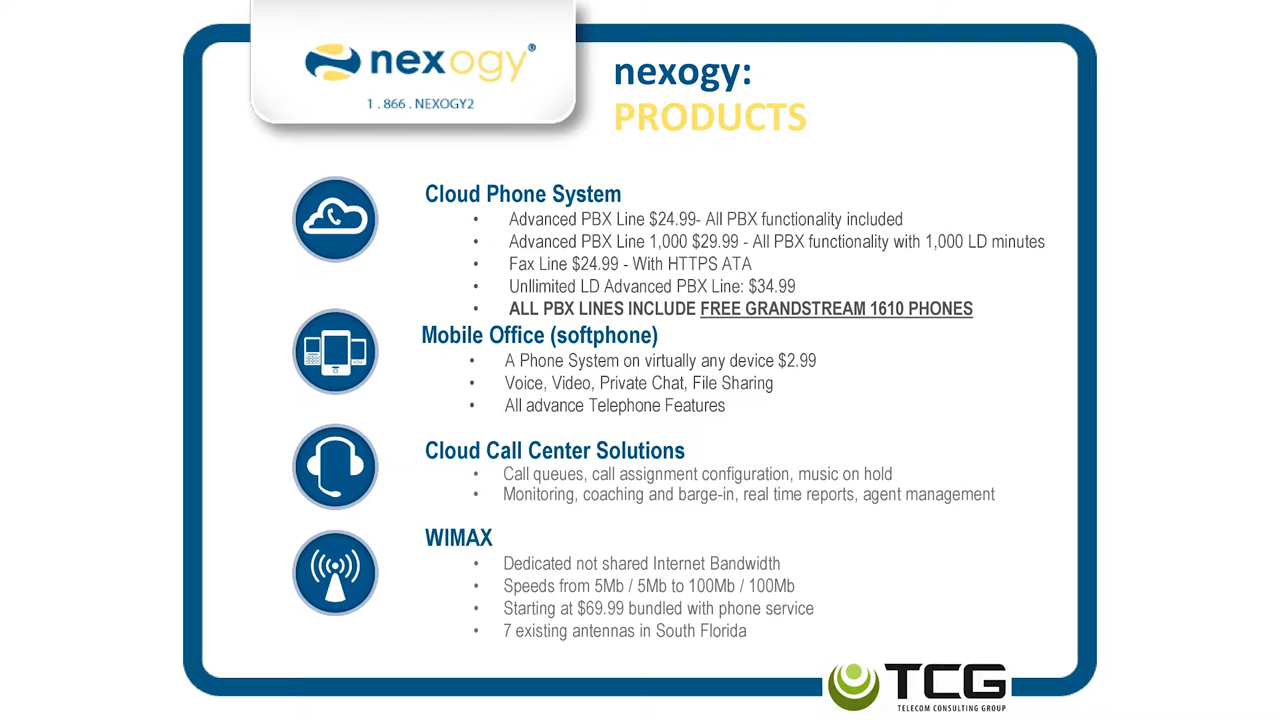 nexogy®
1 . 866 . NEXOGY2
nexogy:
PRODUCTS
Cloud Phone System
• Advanced PBX Line $24.99- All PBX functionality included
• Advanced PBX Line 1,000 $29.99 - All PBX functionality with 1,000 LD minutes
• Fax Line $24.99 - With HTTPS ATA
• Unllimited LD Advanced PBX Line: $34.99
• ALL PBX LINES INCLUDE FREE GRANDSTREAM 1610 PHONES
Mobile Office (softphone)
• A Phone System on virtually any device $2.99
• Voice, Video, Private Chat, File Sharing
• All advance Telephone Features
Cloud Call Center Solutions
• Call queues, call assignment configuration, music on hold
• Monitoring, coaching and barge-in, real time reports, agent management
WIMAX
• Dedicated not shared Internet Bandwidth
• Speeds from 5Mb / 5Mb to 100Mb / 100Mb
• Starting at $69.99 bundled with phone service
• 7 existing antennas in South Florida
TCG
TELECOM CONSULTING GROUP